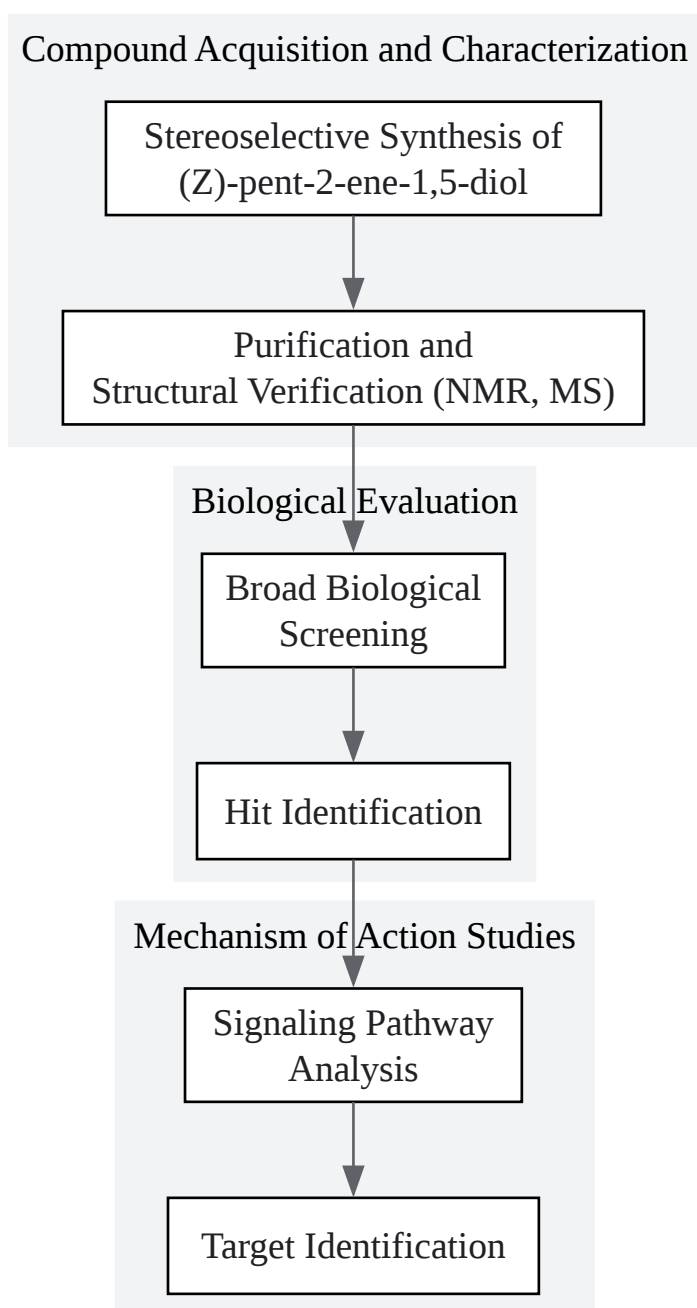 Compound Acquisition and Characterization
Stereoselective Synthesis of
(Z)-pent-2-ene-1,5-diol
Purification and
Structural Verification (NMR, MS)
Biological Evaluation
Broad Biological
Screening
Hit Identification
Mechanism of Action Studies
Signaling Pathway
Analysis
Target Identification